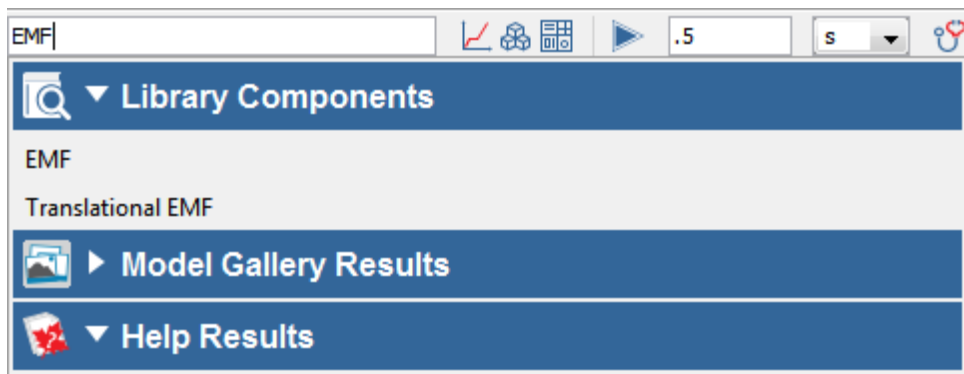 EMF .5 s
Library Components
EMF
Translational EMF
Model Gallery Results
Help Results